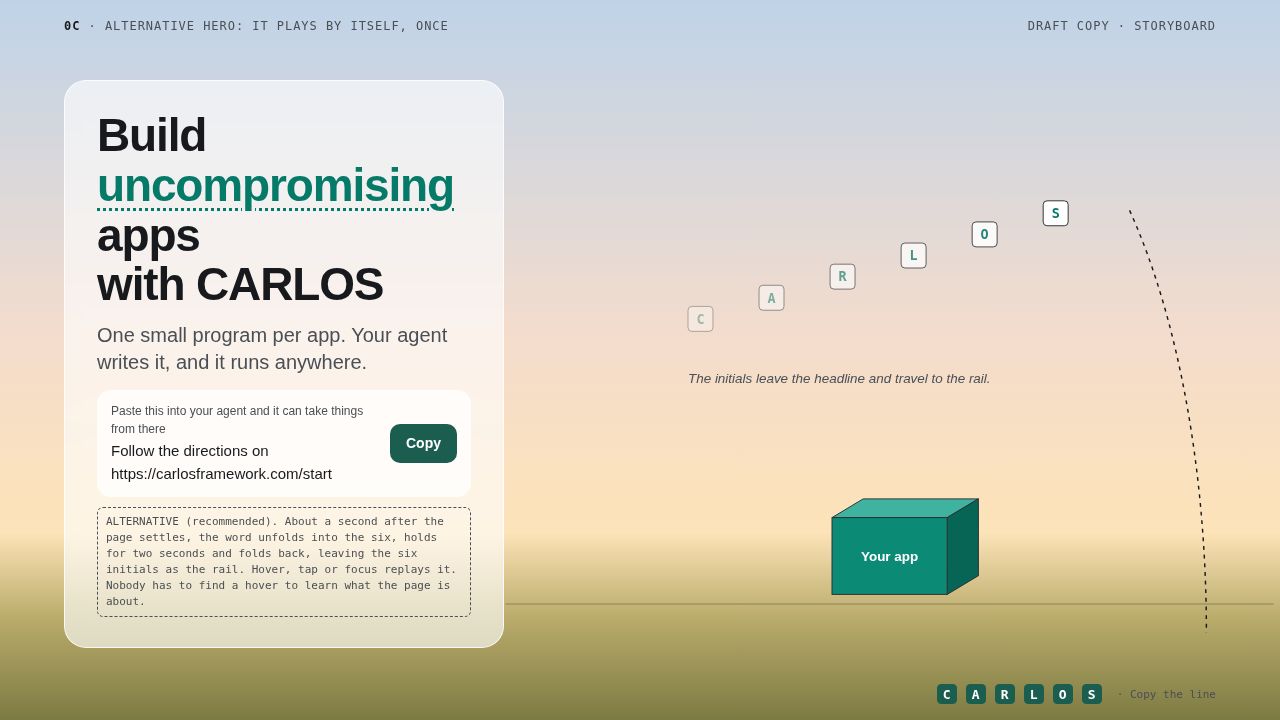 0C · ALTERNATIVE HERO: IT PLAYS BY ITSELF, ONCE
DRAFT COPY · STORYBOARD
Build
uncompromising
apps
with CARLOS
One small program per app. Your agent
writes it, and it runs anywhere.
Paste this into your agent and it can take things
from there
Follow the directions on
https://carlosframework.com/start
Copy
ALTERNATIVE (recommended). About a second after the
page settles, the word unfolds into the six, holds
for two seconds and folds back, leaving the six
initials on the rail. Hover, tap or focus replays it.
Nobody has to find a hover to learn what the page is
about.
C A R L O S
The initials leave the headline and travel to the rail.
Your app
C A R L O S · Copy the line